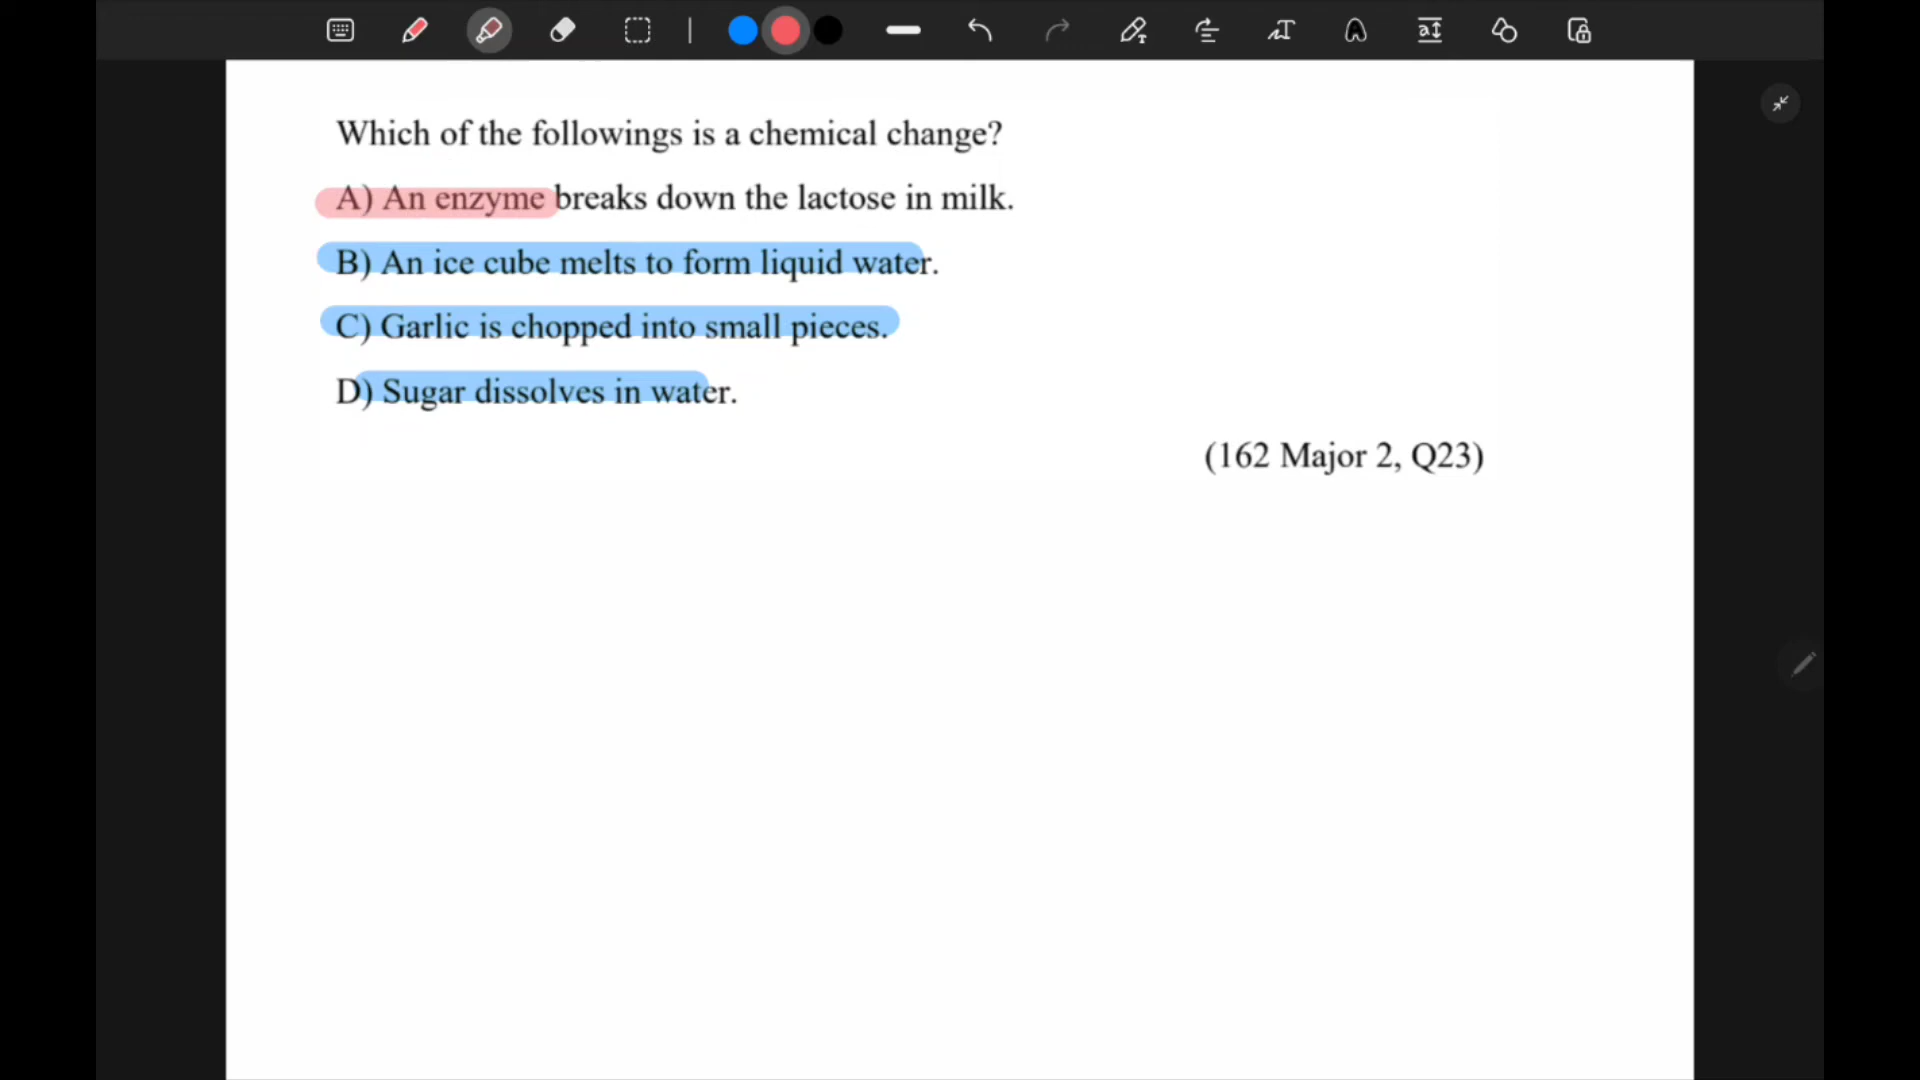 Which of the followings is a chemical change?
A) An enzyme breaks down the lactose in milk.
B) An ice cube melts to form liquid water.
C) Garlic is chopped into small pieces.
D) Sugar dissolves in water.
(162 Major 2, Q23)